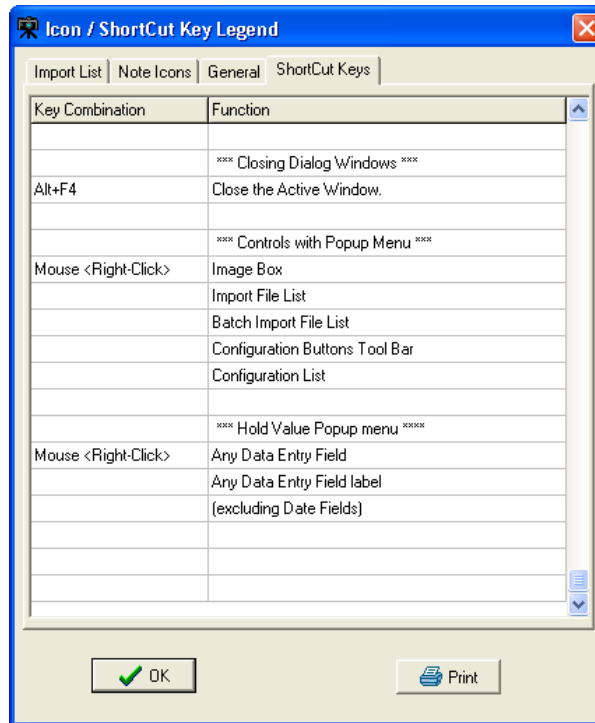 Icon / ShortCut Key Legend
Import List Note Icons General ShortCut Keys
Key Combination Function
*** Closing Dialog Windows ***
Alt+F4 Close the Active Window.
*** Controls with Popup Menu ***
Mouse <Right-Click> Image Box
Import File List
Batch Import File List
Configuration Buttons Tool Bar
Configuration List
*** Hold Value Popup menu ****
Mouse <Right-Click> Any Data Entry Field
Any Data Entry Field label
(excluding Date Fields)
OK Print